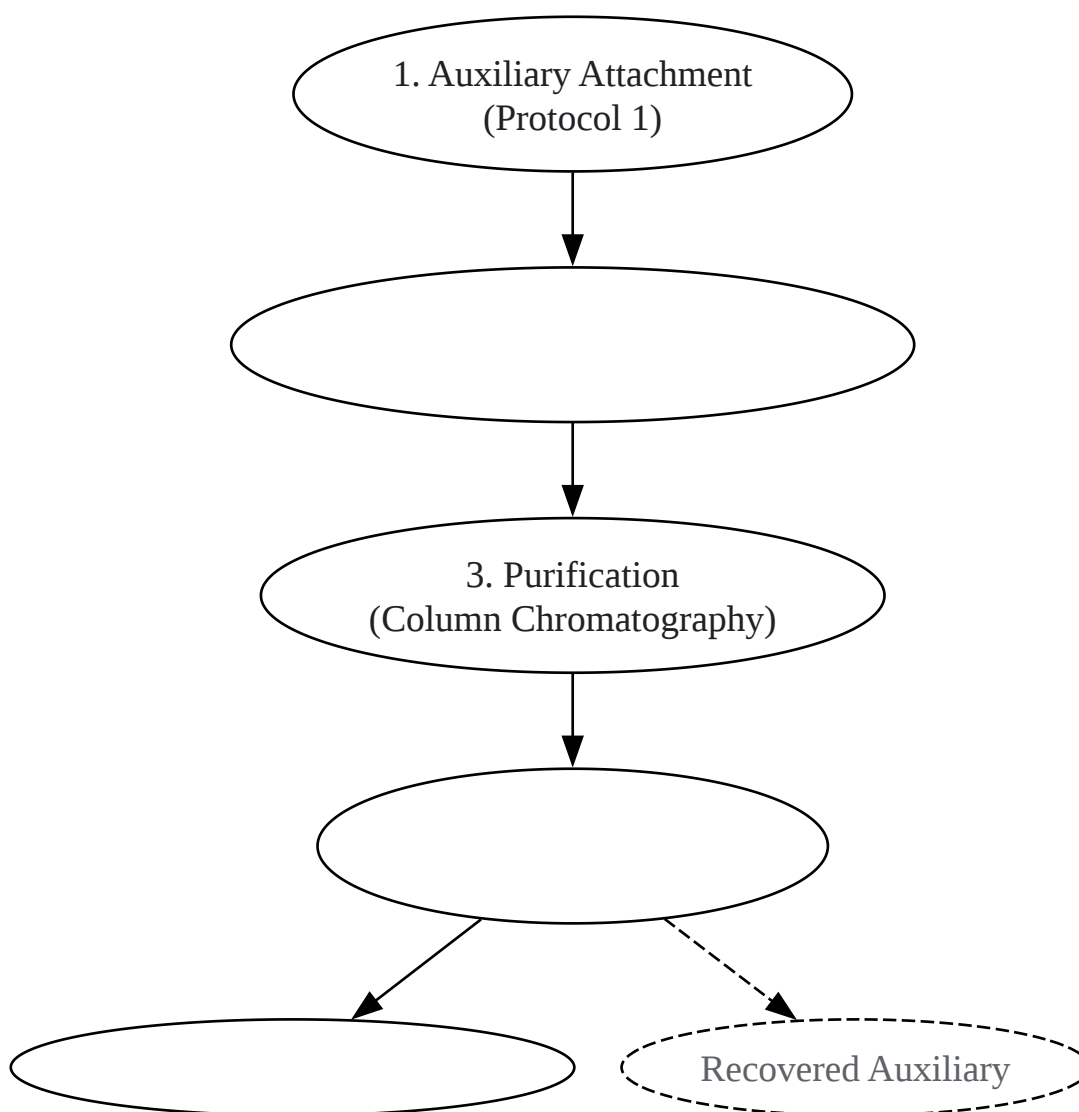 1. Auxiliary Attachment
(Protocol 1)
3. Purification
(Column Chromatography)
Recovered Auxiliary